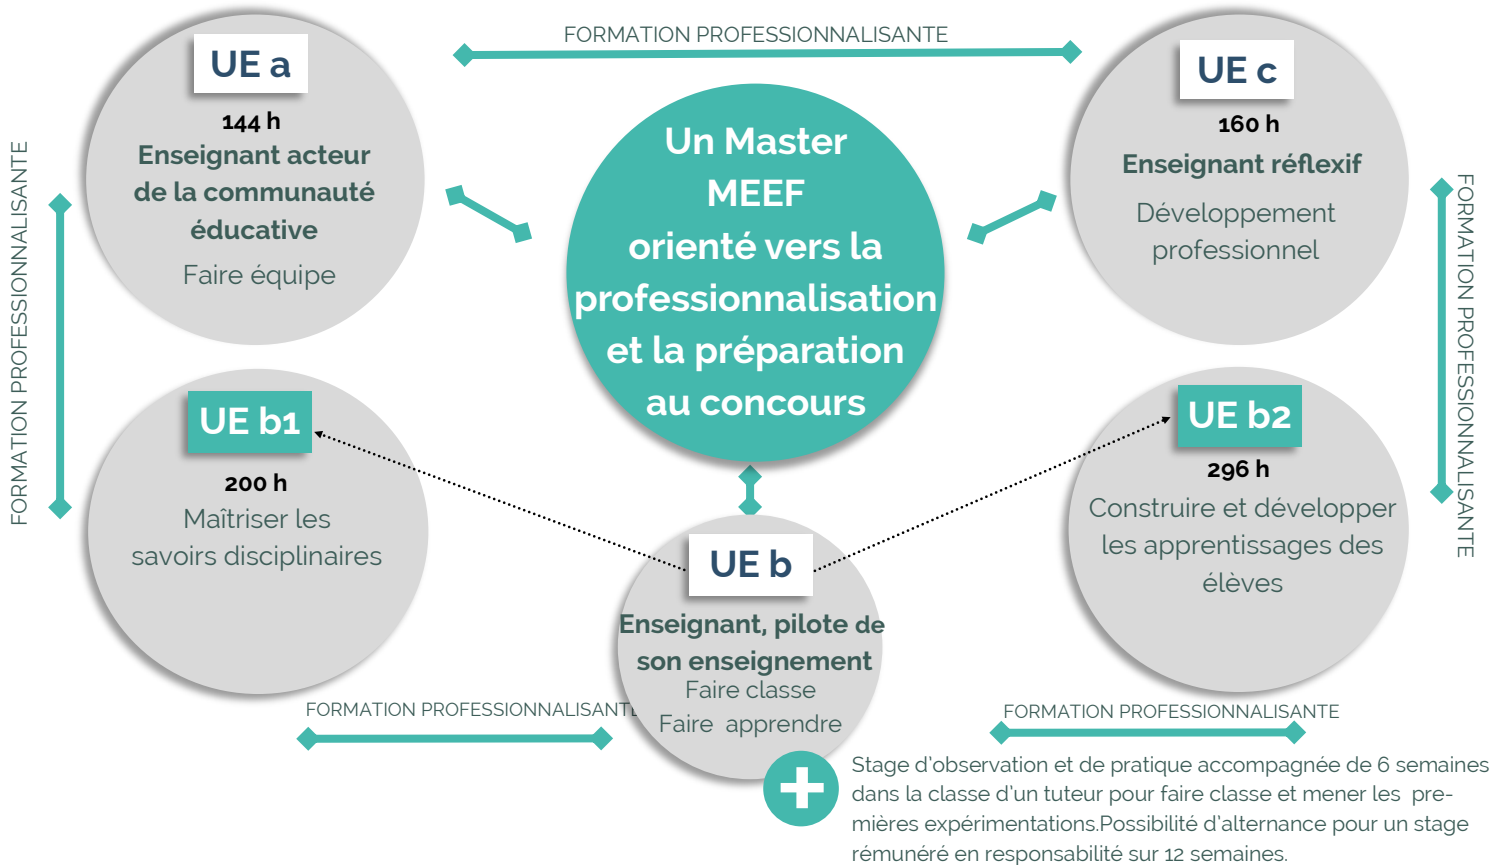 FORMATION PROFESSIONNALISANTE
UE a
144 h
Enseignant acteur
de la communauté
éducative
Faire équipe
UE c
160 h
Enseignant réflexif
Développement
professionnel
Un Master
MEEF
orienté vers la
professionnalisation
et la préparation
au concours
FORMATION PROFESSIONNALISANTE
FORMATION PROFESSIONNALISANTE
UE b1
200 h
Maîtriser les
savoirs disciplinaires
UE b2
296 h
Construire et développer
les apprentissages des
élèves
UE b
Enseignant, pilote de
son enseignement
Faire classe
Faire apprendre
FORMATION PROFESSIONNALISANTE
FORMATION PROFESSIONNALISANTE
Stage d'observation et de pratique accompagnée de 6 semaines
dans la classe d'un tuteur pour faire classe et mener les pre-
mières expérimentations.Possibilité d'alternance pour un stage
rémunéré en responsabilité sur 12 semaines.